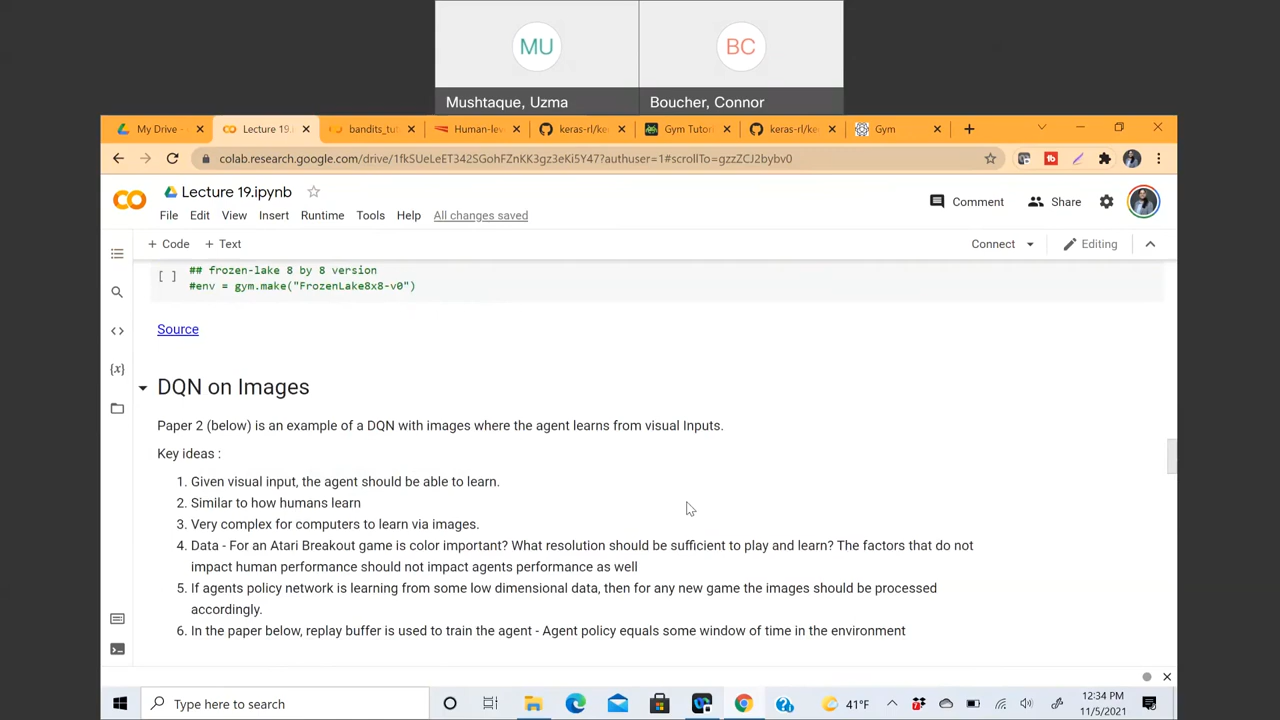 MU
BC
Mushtaque, Uzma
Boucher, Connor
My Drive -
Lecture 19.i
bandits_tut
Human-lev
keras-rl/ke
Gym Tutor
keras-rl/ke
Gym
colab.research.google.com/drive/1fkSUeLeET342SGohFZnKK3gz3eKi5Y47?authuser=1#scrollTo=gzzZCJ2bybv0
Lecture 19.ipynb
File Edit View Insert Runtime Tools Help All changes saved
Comment Share
+ Code + Text
Connect Editing
[ ] ## frozen-lake 8 by 8 version
#env = gym.make("FrozenLake8x8-v0")
Source
DQN on Images
Paper 2 (below) is an example of a DQN with images where the agent learns from visual Inputs.
Key ideas :
1. Given visual input, the agent should be able to learn.
2. Similar to how humans learn
3. Very complex for computers to learn via images.
4. Data - For an Atari Breakout game is color important? What resolution should be sufficient to play and learn? The factors that do not
impact human performance should not impact agents performance as well
5. If agents policy network is learning from some low dimensional data, then for any new game the images should be processed
accordingly.
6. In the paper below, replay buffer is used to train the agent - Agent policy equals some window of time in the environment
Type here to search
41°F
12:34 PM
11/5/2021